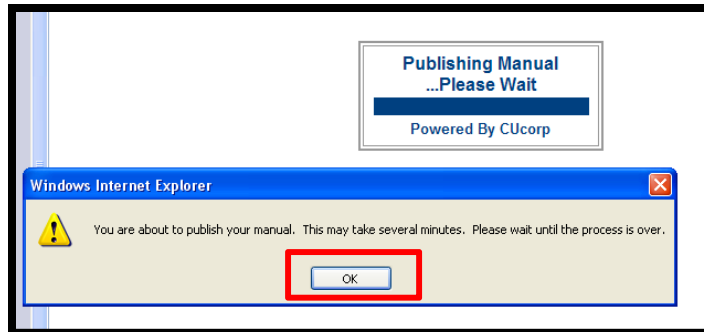 Publishing Manual
...Please Wait
Powered By CUcorp
Windows Internet Explorer
You are about to publish your manual. This may take several minutes. Please wait until the process is over.
OK